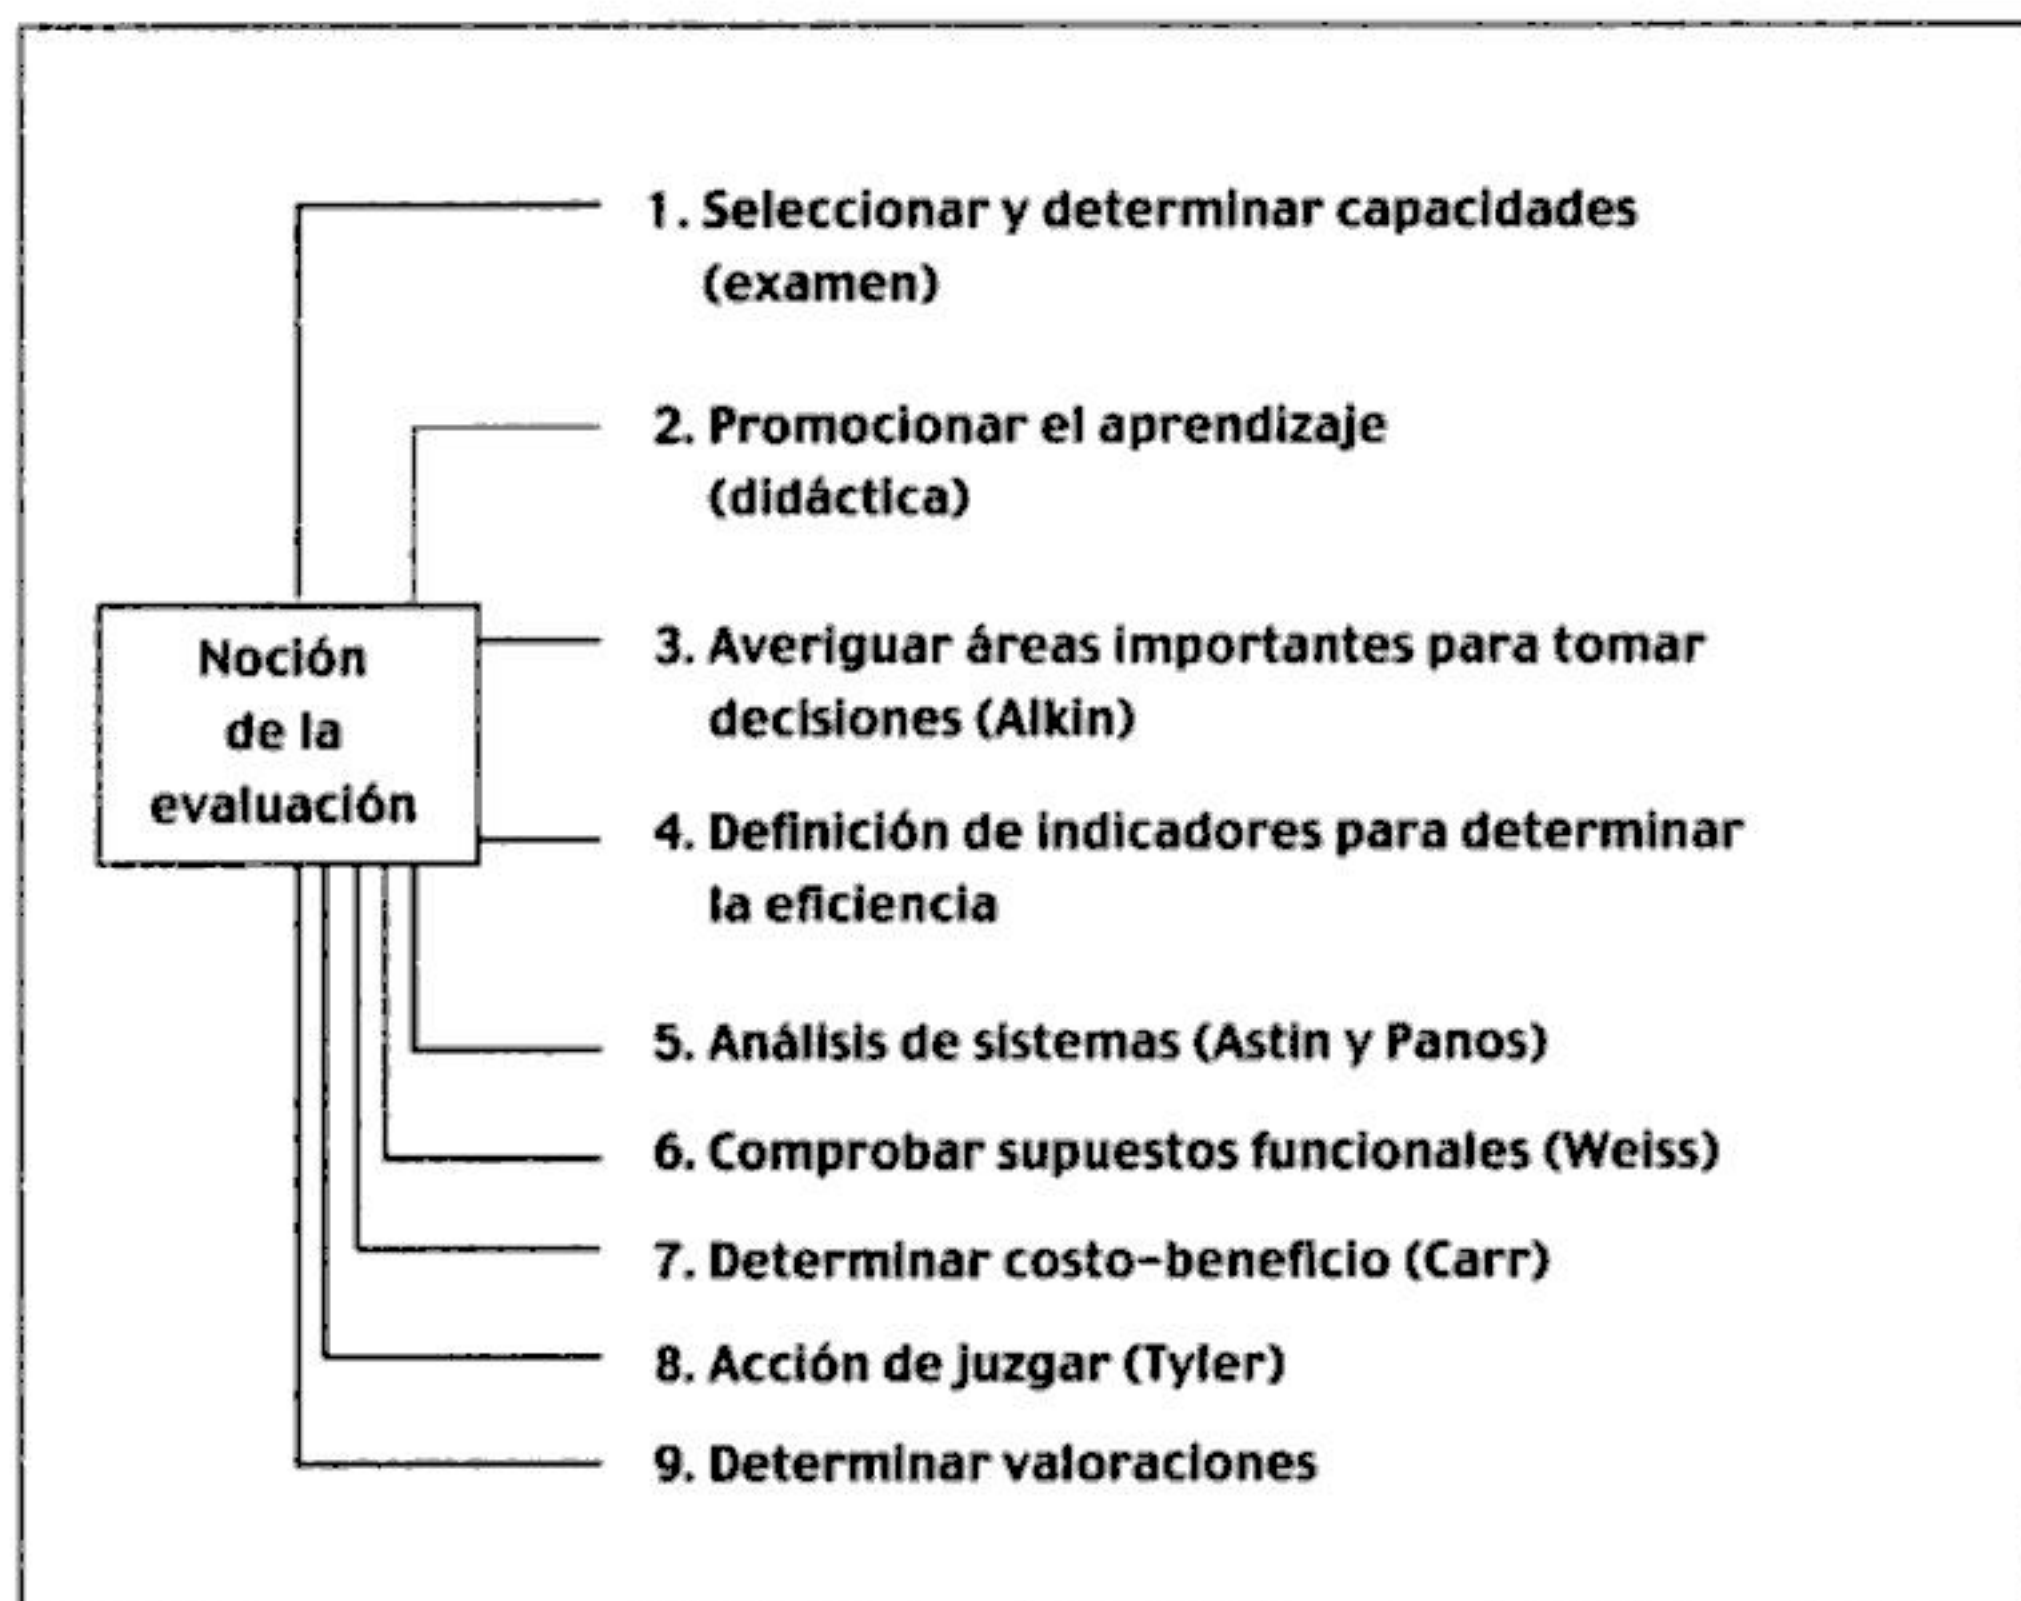 1. Seleccionar y determinar capacidades
(examen)
2. Promocionar el aprendizaje
(didáctica)
Noción
de la
evaluación
3. Averiguar áreas importantes para tomar
decisiones (Alkin)
4. Definición de indicadores para determinar
la eficiencia
5. Análisis de sistemas (Astin y Panos)
6. Comprobar supuestos funcionales (Weiss)
7. Determinar costo-beneficio (Carr)
8. Acción de juzgar (Tyler)
9. Determinar valoraciones